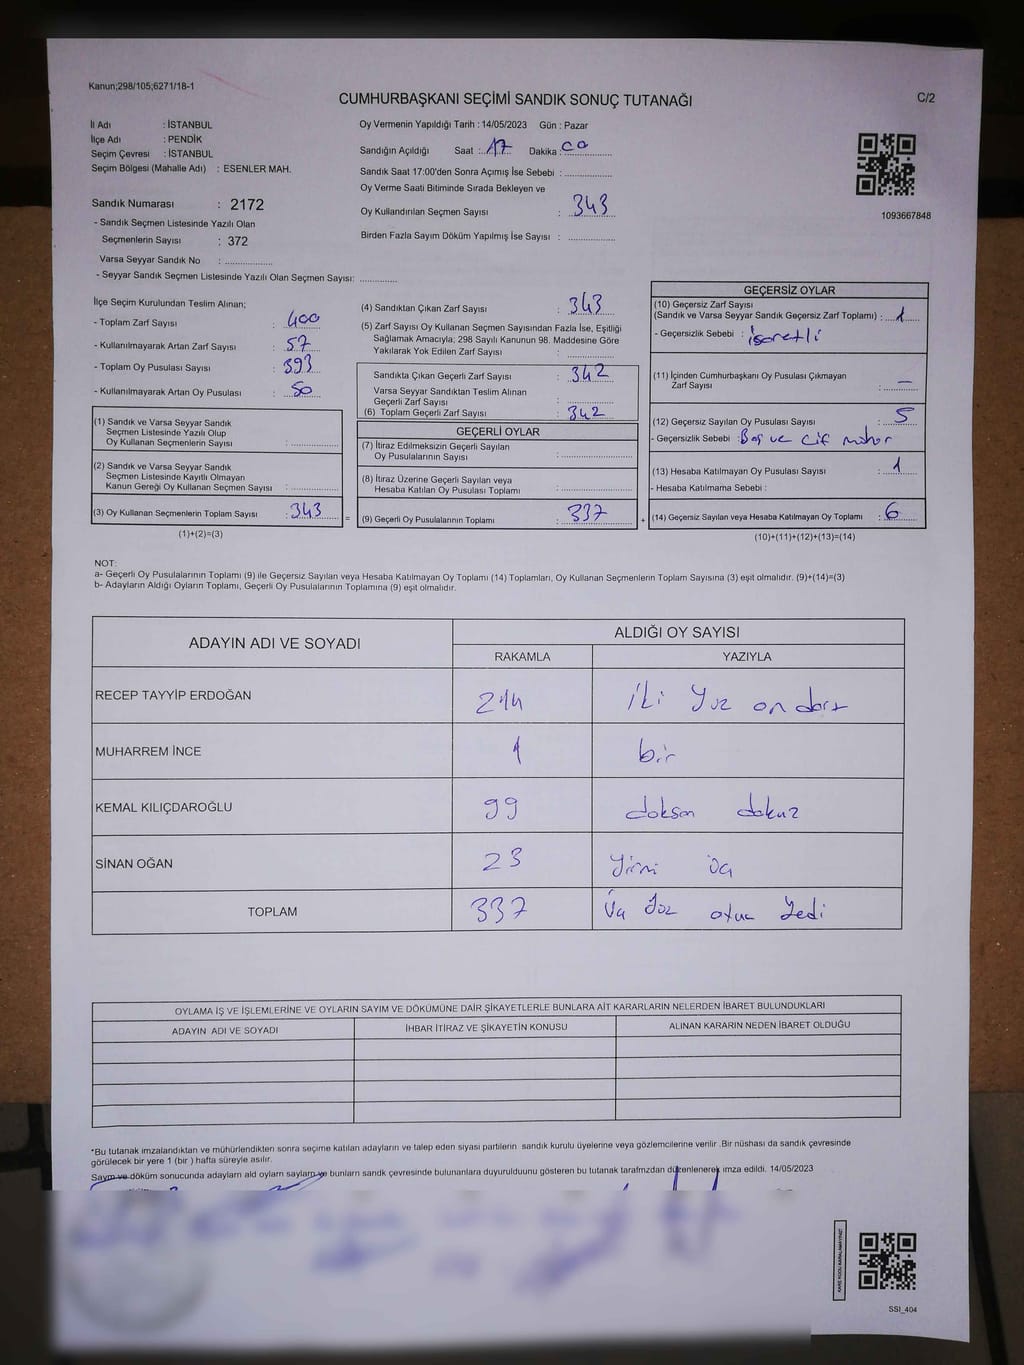 Kanun;298/105;6271/18-1
CUMHURBAŞKANI SEÇİMİ SANDIK SONUÇ TUTANAĞI
C/2
İl Adı : İSTANBUL
İlçe Adı : PENDİK
Seçim Çevresi : İSTANBUL
Seçim Bölgesi (Mahalle Adı) : ESENLER MAH.
Sandık Numarası : 2172
- Sandık Seçmen Listesinde Yazılı Olan
Seçmenlerin Sayısı : 372
Varsa Seyyar Sandık No :
- Seyyar Sandık Seçmen Listesinde Yazılı Olan Seçmen Sayısı:
Oy Vermenin Yapıldığı Tarih : 14/05/2023 Gün : Pazar
Sandığın Açıldığı Saat : 17 Dakika : 00
Sandık Saat 17:00'den Sonra Açımış İse Sebebi :
Oy Verme Saati Bitiminde Sırada Bekleyen ve
Oy Kullandırılan Seçmen Sayısı : 343
Birden Fazla Sayım Döküm Yapılmış İse Sayısı :
1093667848
İlçe Seçim Kurulundan Teslim Alınan;
- Toplam Zarf Sayısı : 400
- Kullanılmayarak Artan Zarf Sayısı : 57
- Toplam Oy Pusulası Sayısı : 393
- Kullanılmayarak Artan Oy Pusulası : 50
(1) Sandık ve Varsa Seyyar Sandık
Seçmen Listesinde Yazılı Olup
Oy Kullanan Seçmenlerin Sayısı :
(2) Sandık ve Varsa Seyyar Sandık
Seçmen Listesinde Kayıtlı Olmayan
Kanun Gereği Oy Kullanan Seçmen Sayısı :
(3) Oy Kullanan Seçmenlerin Toplam Sayısı : 343
(1)+(2)=(3)
(4) Sandıktan Çıkan Zarf Sayısı : 343
(5) Zarf Sayısı Oy Kullanan Seçmen Sayısından Fazla İse, Eşitliği
Sağlamak Amacıyla; 298 Sayılı Kanunun 98. Maddesine Göre
Yakılarak Yok Edilen Zarf Sayısı :
Sandıkta Çıkan Geçerli Zarf Sayısı : 342
Varsa Seyyar Sandıktan Teslim Alınan
Geçerli Zarf Sayısı :
(6) Toplam Geçerli Zarf Sayısı : 342
GEÇERLİ OYLAR
(7) İtiraz Edilmeksizin Geçerli Sayılan
Oy Pusulalarının Sayısı :
(8) İtiraz Üzerine Geçerli Sayılan veya
Hesaba Katılan Oy Pusulası Toplamı :
= (9) Geçerli Oy Pusulalarının Toplamı : 337 +
GEÇERSİZ OYLAR
(10) Geçersiz Zarf Sayısı
(Sandık ve Varsa Seyyar Sandık Geçersiz Zarf Toplamı) : 1
- Geçersizlik Sebebi : işaretli
(11) İçinden Cumhurbaşkanı Oy Pusulası Çıkmayan
Zarf Sayısı : —
(12) Geçersiz Sayılan Oy Pusulası Sayısı : 5
- Geçersizlik Sebebi : Boş ve Cif mühür
(13) Hesaba Katılmayan Oy Pusulası Sayısı : 1
- Hesaba Katılmama Sebebi :
(14) Geçersiz Sayılan veya Hesaba Katılmayan Oy Toplamı : 6
(10)+(11)+(12)+(13)=(14)
NOT:
a- Geçerli Oy Pusulalarının Toplamı (9) ile Geçersiz Sayılan veya Hesaba Katılmayan Oy Toplamı (14) Toplamları, Oy Kullanan Seçmenlerin Toplam Sayısına (3) eşit olmalıdır. (9)+(14)=(3)
b- Adayların Aldığı Oyların Toplamı, Geçerli Oy Pusulalarının Toplamına (9) eşit olmalıdır.
ADAYIN ADI VE SOYADI
ALDIĞI OY SAYISI
RAKAMLA YAZIYLA
RECEP TAYYİP ERDOĞAN 214 iki yüz on dört
MUHARREM İNCE 1 bir
KEMAL KILIÇDAROĞLU 99 doksan dokuz
SİNAN OĞAN 23 yirmi üç
TOPLAM 337 üç yüz otuz yedi
OYLAMA İŞ VE İŞLEMLERİNE VE OYLARIN SAYIM VE DÖKÜMÜNE DAİR ŞİKAYETLERLE BUNLARA AİT KARARLARIN NELERDEN İBARET BULUNDUKLARI
ADAYIN ADI VE SOYADI İHBAR İTİRAZ VE ŞİKAYETİN KONUSU ALINAN KARARIN NEDEN İBARET OLDUĞU
*Bu tutanak imzalandıktan ve mühürlendikten sonra seçime katılan adayların ve talep eden siyasi partilerin sandık kurulu üyelerine veya gözlemcilerine verilir .Bir nüshası da sandık çevresinde
görülecek bir yere 1 (bir ) hafta süreyle asılır.
Saym ve döküm sonucunda adaylarn ald oylarn saylarn ve bunlarn sandk çevresinde bulunanlara duyurulduunu gösteren bu tutanak tarafmzdan düzenlenerek imza edildi. 14/05/2023
SSI_404